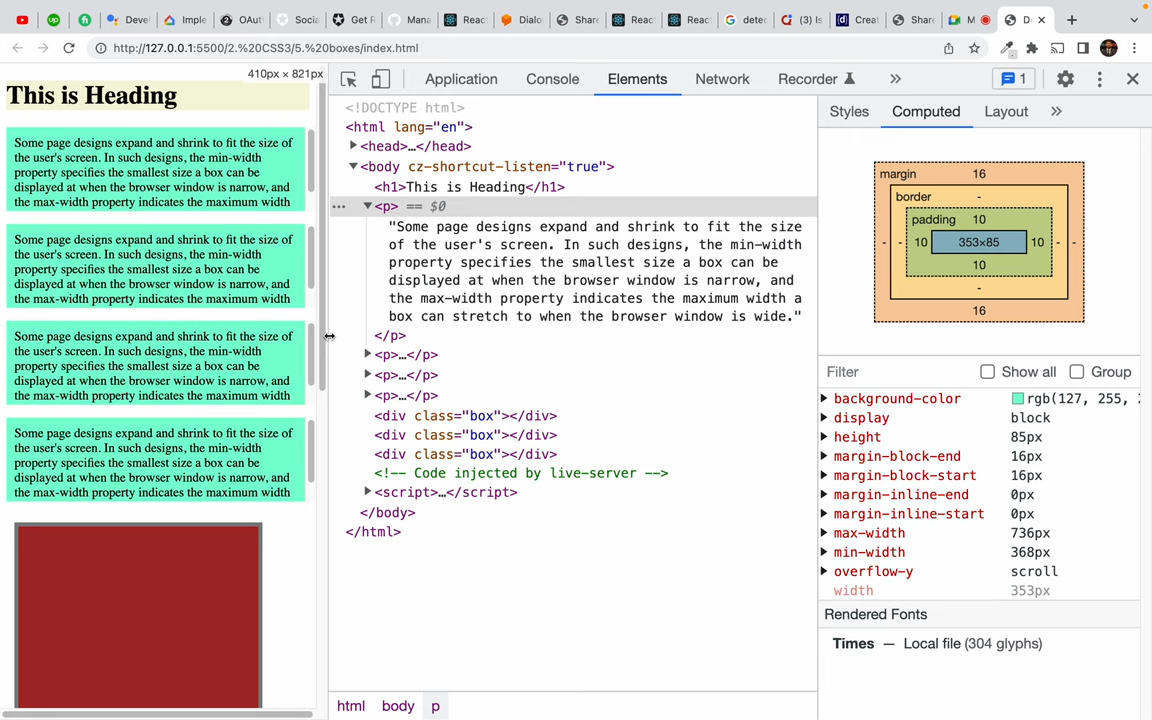 Devel
Imple
OAut
Socia
Get R
Mana
React
Dialo
Share
React
React
detec
(3) Is
Creat
Share
M
De
http://127.0.0.1:5500/2.%20CSS3/5.%20boxes/index.html
410px × 821px
Application
Console
Elements
Network
Recorder
1
This is Heading
Some page designs expand and shrink to fit the size of
the user's screen. In such designs, the min-width
property specifies the smallest size a box can be
displayed at when the browser window is narrow, and
the max-width property indicates the maximum width
Some page designs expand and shrink to fit the size of
the user's screen. In such designs, the min-width
property specifies the smallest size a box can be
displayed at when the browser window is narrow, and
the max-width property indicates the maximum width
Some page designs expand and shrink to fit the size of
the user's screen. In such designs, the min-width
property specifies the smallest size a box can be
displayed at when the browser window is narrow, and
the max-width property indicates the maximum width
Some page designs expand and shrink to fit the size of
the user's screen. In such designs, the min-width
property specifies the smallest size a box can be
displayed at when the browser window is narrow, and
the max-width property indicates the maximum width
<!DOCTYPE html>
<html lang="en">
<head>…</head>
<body cz-shortcut-listen="true">
<h1>This is Heading</h1>
<p> == $0
"Some page designs expand and shrink to fit the size
of the user's screen. In such designs, the min-width
property specifies the smallest size a box can be
displayed at when the browser window is narrow, and
the max-width property indicates the maximum width a
box can stretch to when the browser window is wide."
</p>
<p>…</p>
<p>…</p>
<p>…</p>
<div class="box"></div>
<div class="box"></div>
<div class="box"></div>
<!-- Code injected by live-server -->
<script>…</script>
</body>
</html>
html body p
Styles
Computed
Layout
margin 16
border -
padding 10
- - 10 353×85 10 - -
10
-
16
Filter
Show all
Group
background-color rgb(127, 255, 2
display block
height 85px
margin-block-end 16px
margin-block-start 16px
margin-inline-end 0px
margin-inline-start 0px
max-width 736px
min-width 368px
overflow-y scroll
width 353px
Rendered Fonts
Times — Local file (304 glyphs)